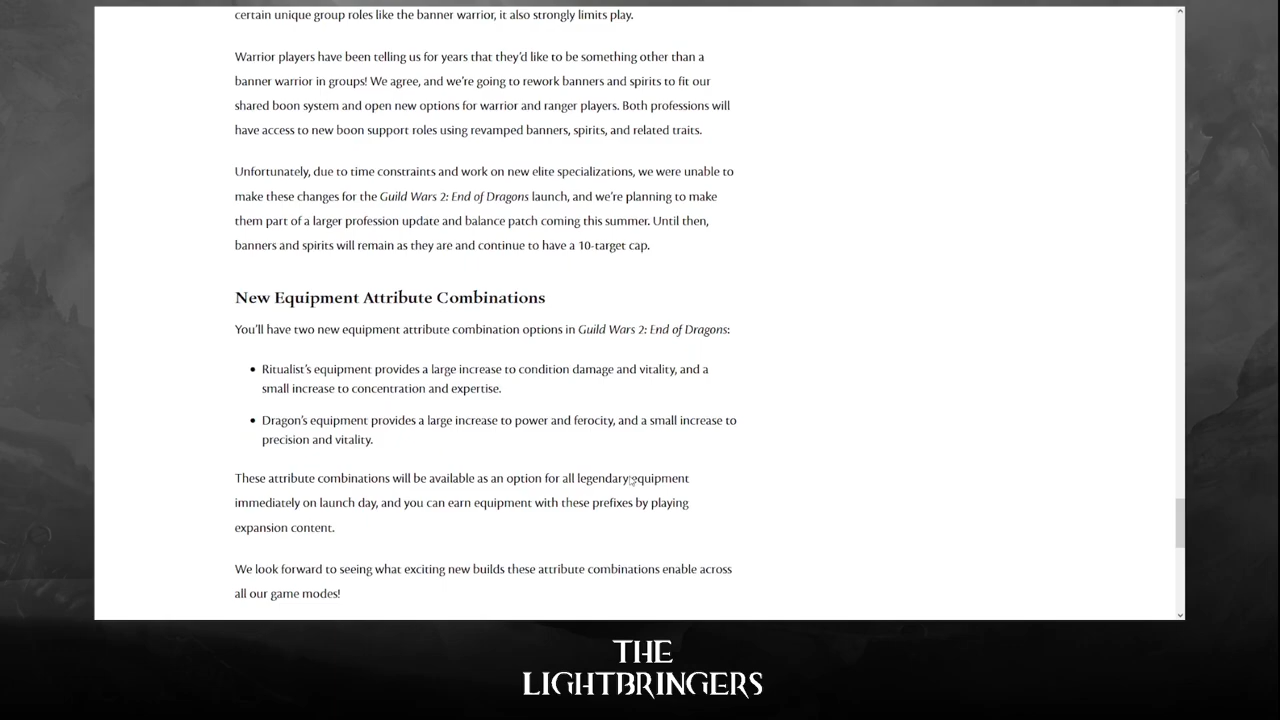 certain unique group roles like the banner warrior, it also strongly limits play.
Warrior players have been telling us for years that they'd like to be something other than a
banner warrior in groups! We agree, and we're going to rework banners and spirits to fit our
shared boon system and open new options for warrior and ranger players. Both professions will
have access to new boon support roles using revamped banners, spirits, and related traits.
Unfortunately, due to time constraints and work on new elite specializations, we were unable to
make these changes for the Guild Wars 2: End of Dragons launch, and we're planning to make
them part of a larger profession update and balance patch coming this summer. Until then,
banners and spirits will remain as they are and continue to have a 10-target cap.
New Equipment Attribute Combinations
You'll have two new equipment attribute combination options in Guild Wars 2: End of Dragons:
• Ritualist's equipment provides a large increase to condition damage and vitality, and a
small increase to concentration and expertise.
• Dragon's equipment provides a large increase to power and ferocity, and a small increase to
precision and vitality.
These attribute combinations will be available as an option for all legendary equipment
immediately on launch day, and you can earn equipment with these prefixes by playing
expansion content.
We look forward to seeing what exciting new builds these attribute combinations enable across
all our game modes!
THE
LIGHTBRINGERS